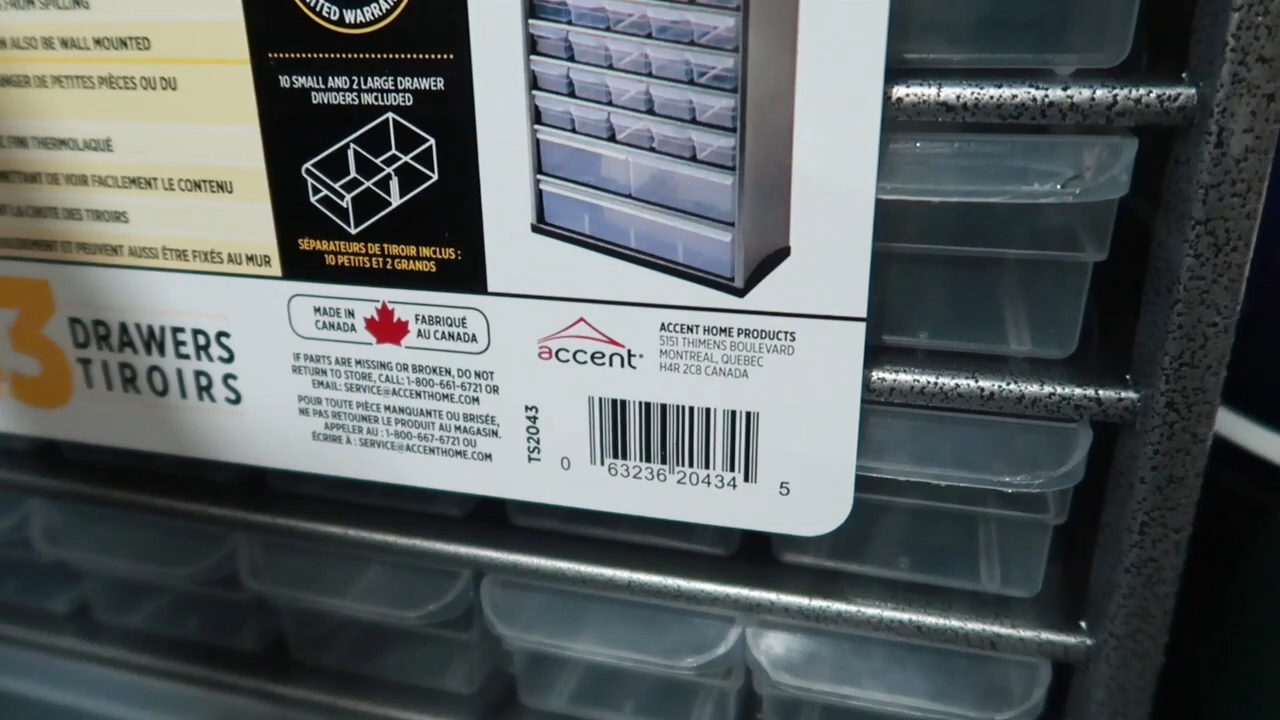 FROM SPILLING
ALSO BE WALL MOUNTED
DE PETITES PIÈCES OU DU
FINI THERMOLAQUÉ
DE VOIR FACILEMENT LE CONTENU
LA CHUTE DES TIROIRS
ET PEUVENT AUSSI ÊTRE FIXÉS AU MUR
WARRAN
10 SMALL AND 2 LARGE DRAWER
DIVIDERS INCLUDED
SÉPARATEURS DE TIROIR INCLUS :
10 PETITS ET 2 GRANDS
3 DRAWERS
TIROIRS
MADE IN
CANADA
FABRIQUÉ
AU CANADA
IF PARTS ARE MISSING OR BROKEN, DO NOT
RETURN TO STORE, CALL: 1-800-661-6721 OR
EMAIL: SERVICE@ACCENTHOME.COM
POUR TOUTE PIÈCE MANQUANTE OU BRISÉE,
NE PAS RETOURNER LE PRODUIT AU MAGASIN.
APPELER AU : 1-800-667-6721 OU
ÉCRIRE À : SERVICE@ACCENTHOME.COM
accent
ACCENT HOME PRODUCTS
5151 THIMENS BOULEVARD
MONTREAL, QUEBEC
H4R 2C8 CANADA
TS2043
0 63236 20434 5